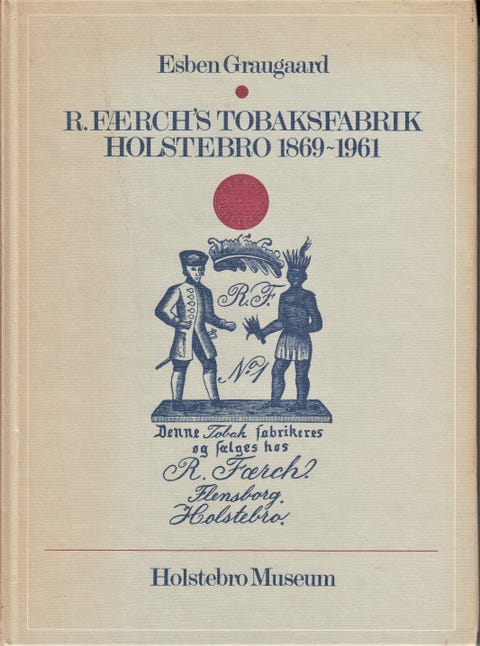 Esben Graugaard
R. FÆRCH'S TOBAKSFABRIK
HOLSTEBRO 1869~1961
R.F.
No. 1
Denne Tobak fabrikeres
og sælges hos
R. Færch.
Flensborg.
Holstebro.
Holstebro Museum